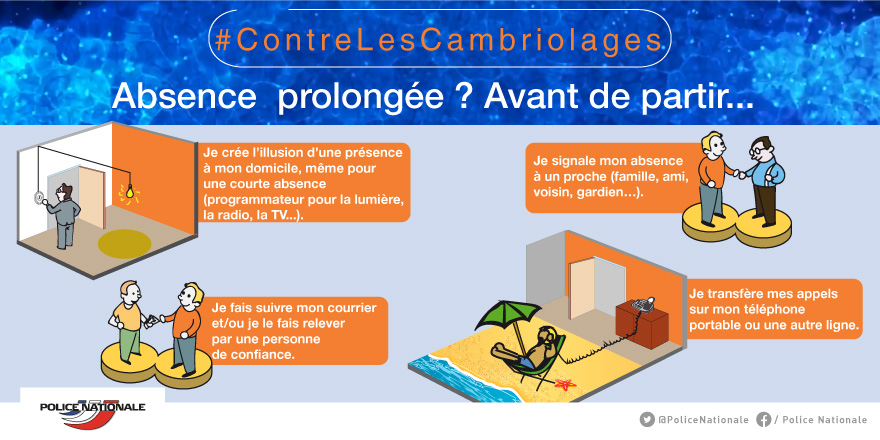 #ContreLesCambriolages
Absence prolongée ? Avant de partir...
Je crée l'illusion d'une présence
à mon domicile, même pour
une courte absence
(programmateur pour la lumière,
la radio, la TV...).
Je signale mon absence
à un proche (famille, ami,
voisin, gardien...).
Je fais suivre mon courrier
et/ou je le fais relever
par une personne
de confiance.
Je transfère mes appels
sur mon téléphone
portable ou une autre ligne.
POLICE NATIONALE
@PoliceNationale / Police Nationale